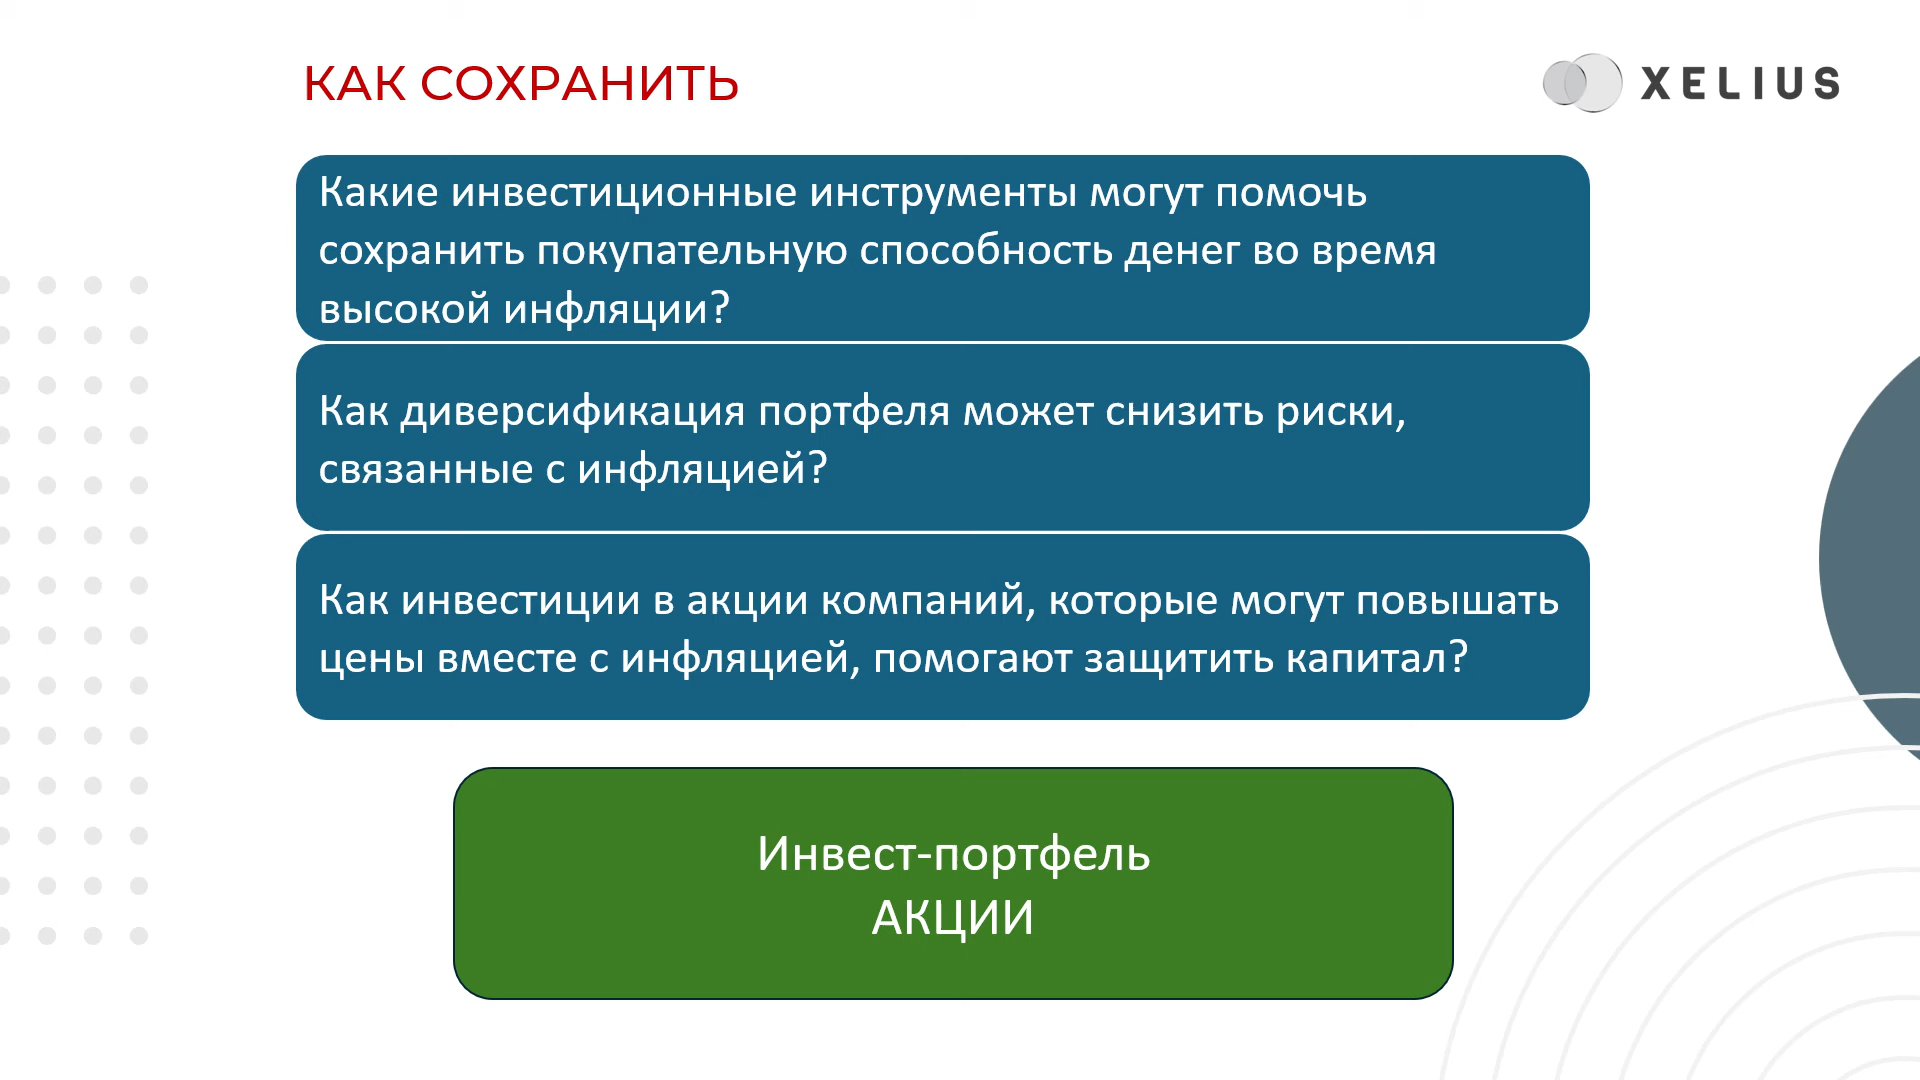 КАК СОХРАНИТЬ
XELIUS
Какие инвестиционные инструменты могут помочь
сохранить покупательную способность денег во время
высокой инфляции?
Как диверсификация портфеля может снизить риски,
связанные с инфляцией?
Как инвестиции в акции компаний, которые могут повышать
цены вместе с инфляцией, помогают защитить капитал?
Инвест-портфель
АКЦИИ